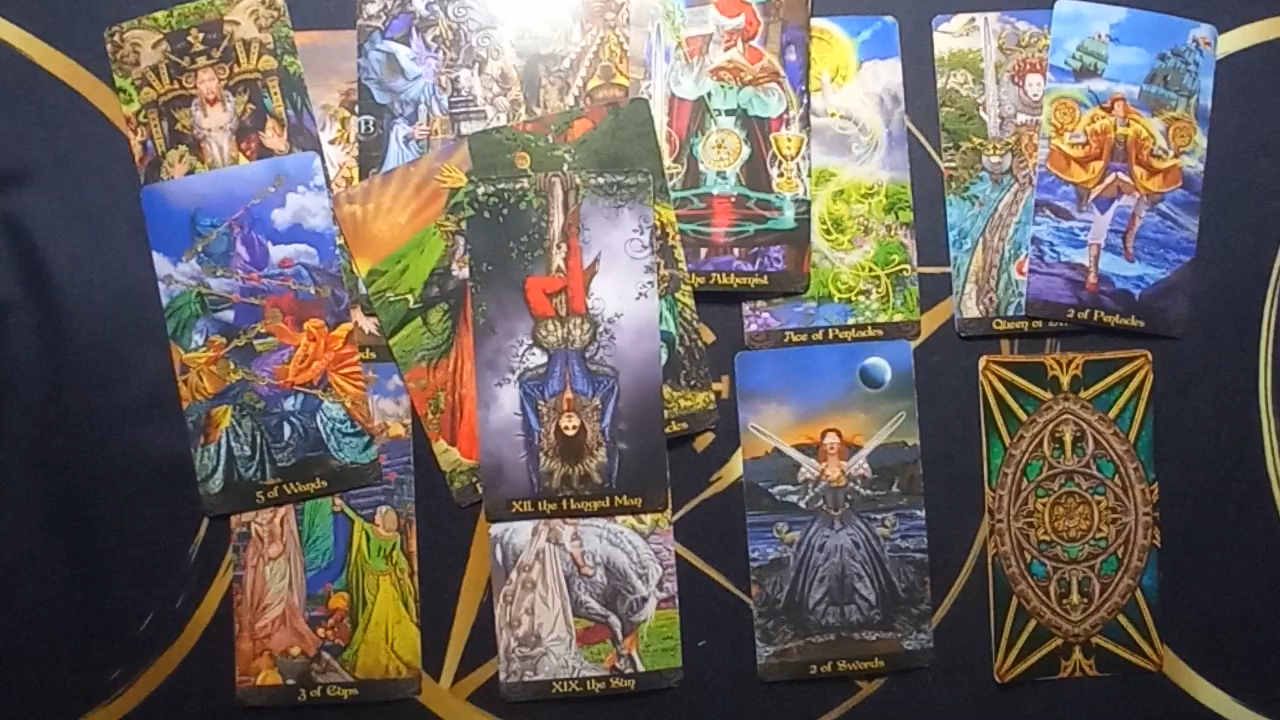 the Alchemist
Ace of Pentacles
Queen of
2 of Pentacles
5 of Wands
XII. the Hanged Man
2 of Swords
3 of Cups
XIX. the Sun